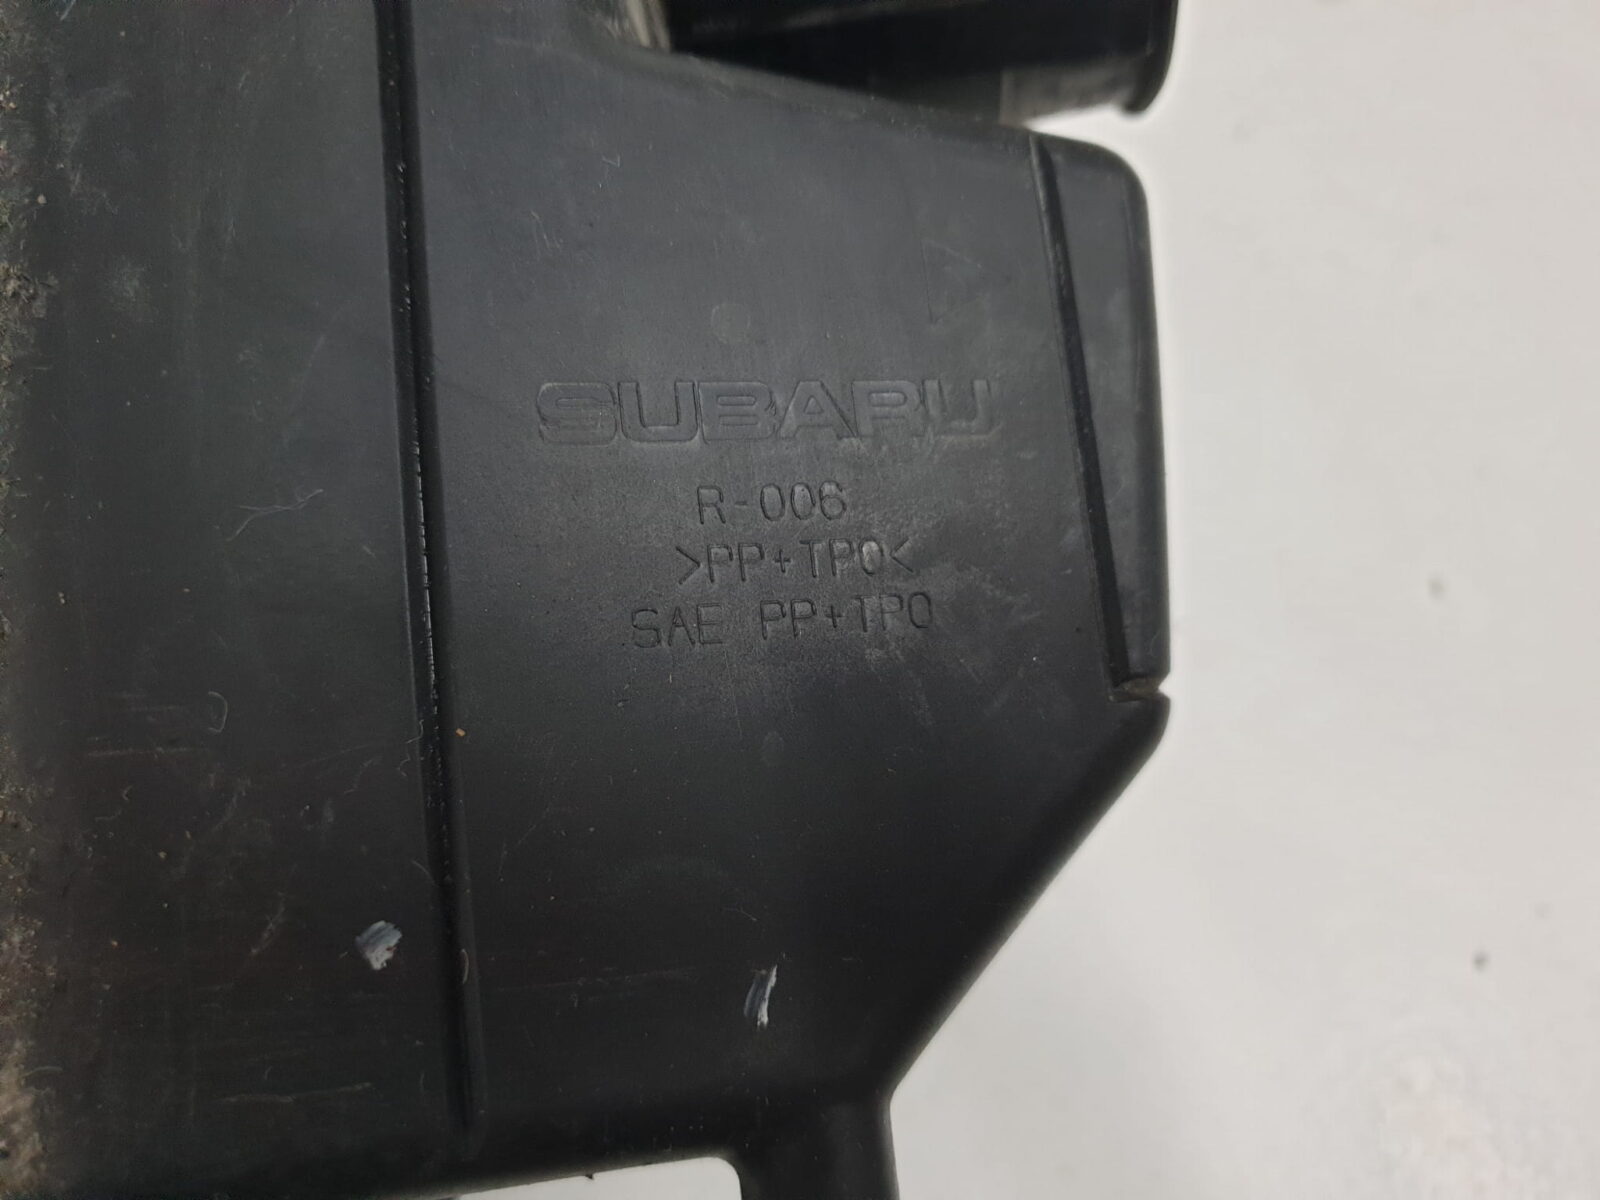 SUBARU
R-006
>PP+TPO<
SAE PP+TPO